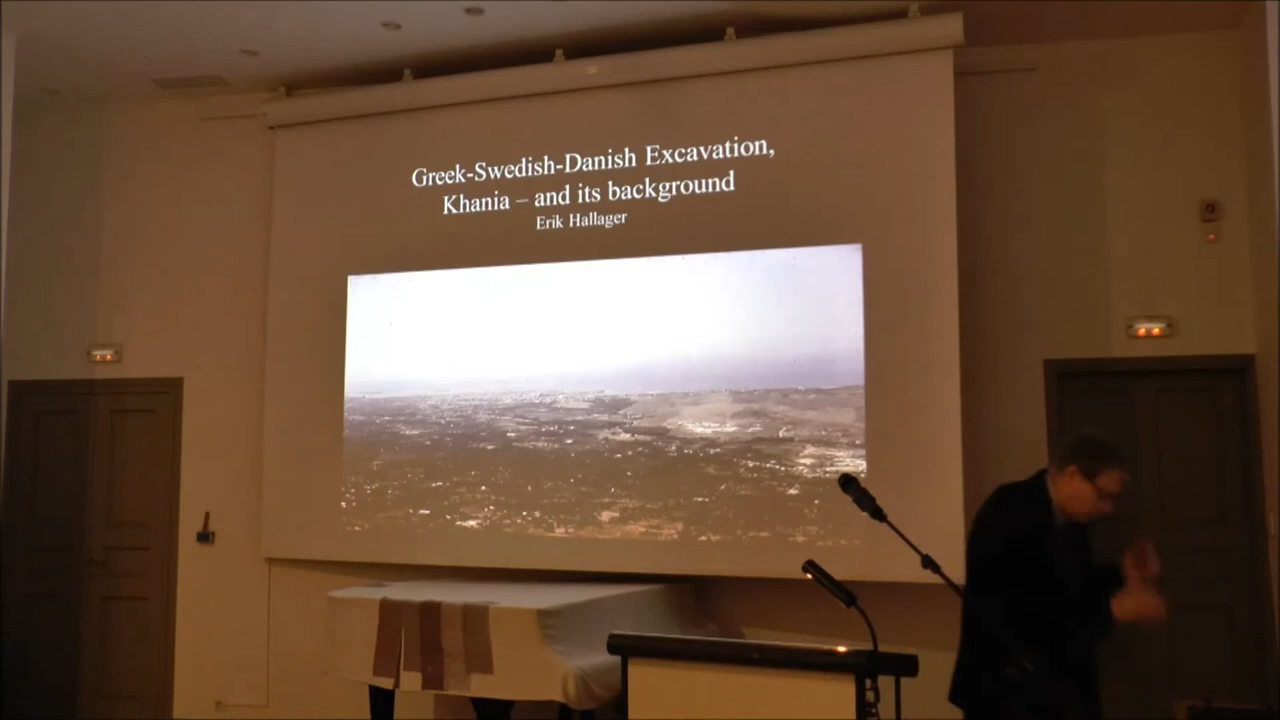 Greek-Swedish-Danish Excavation,
Khania – and its background
Erik Hallager